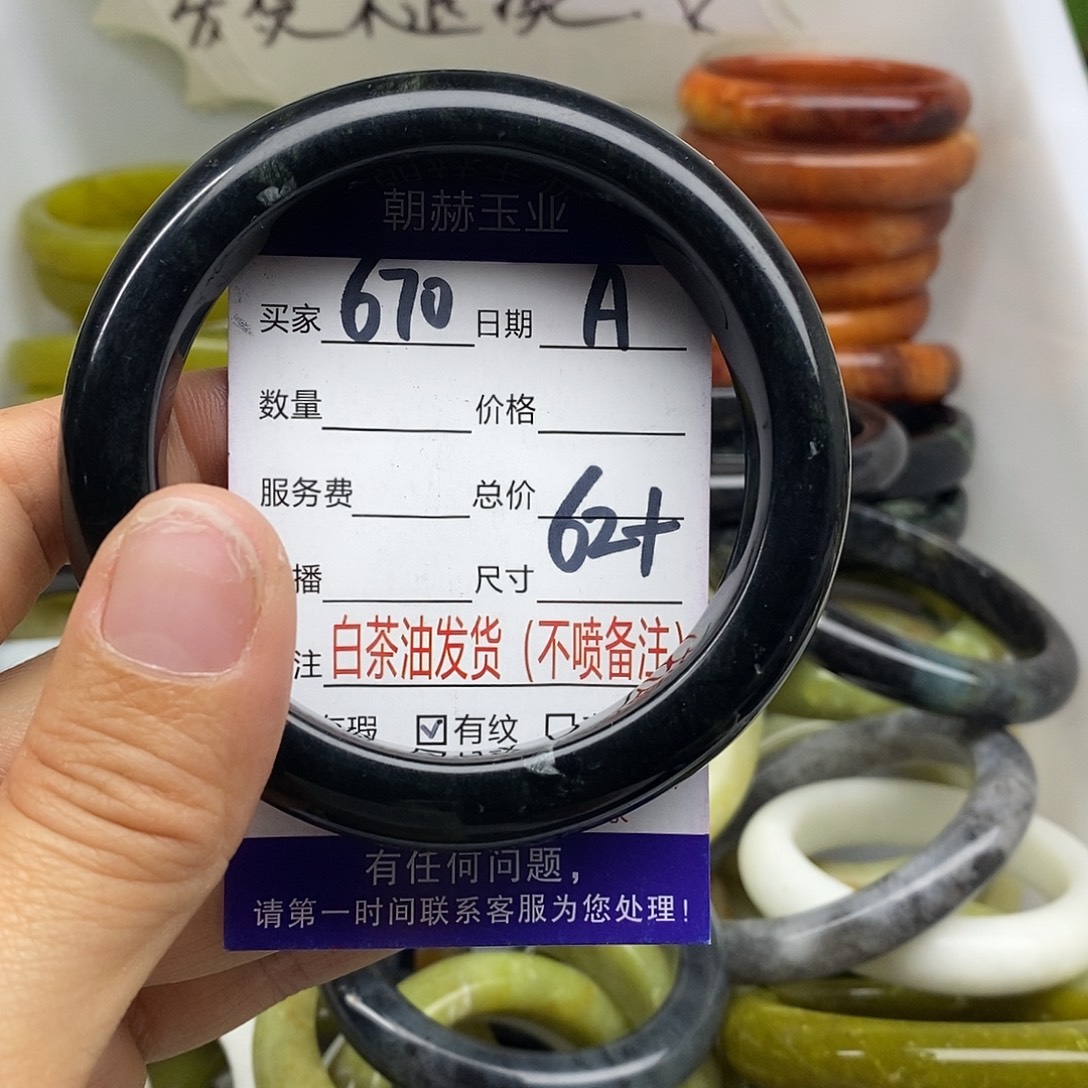 朝赫玉业
买家 670 日期 A
数量 价格
服务费 总价
播 尺寸 62+
注 白茶油发货（不喷备注）
瑕 ☑有纹
有任何问题，
请第一时间联系客服为您处理！